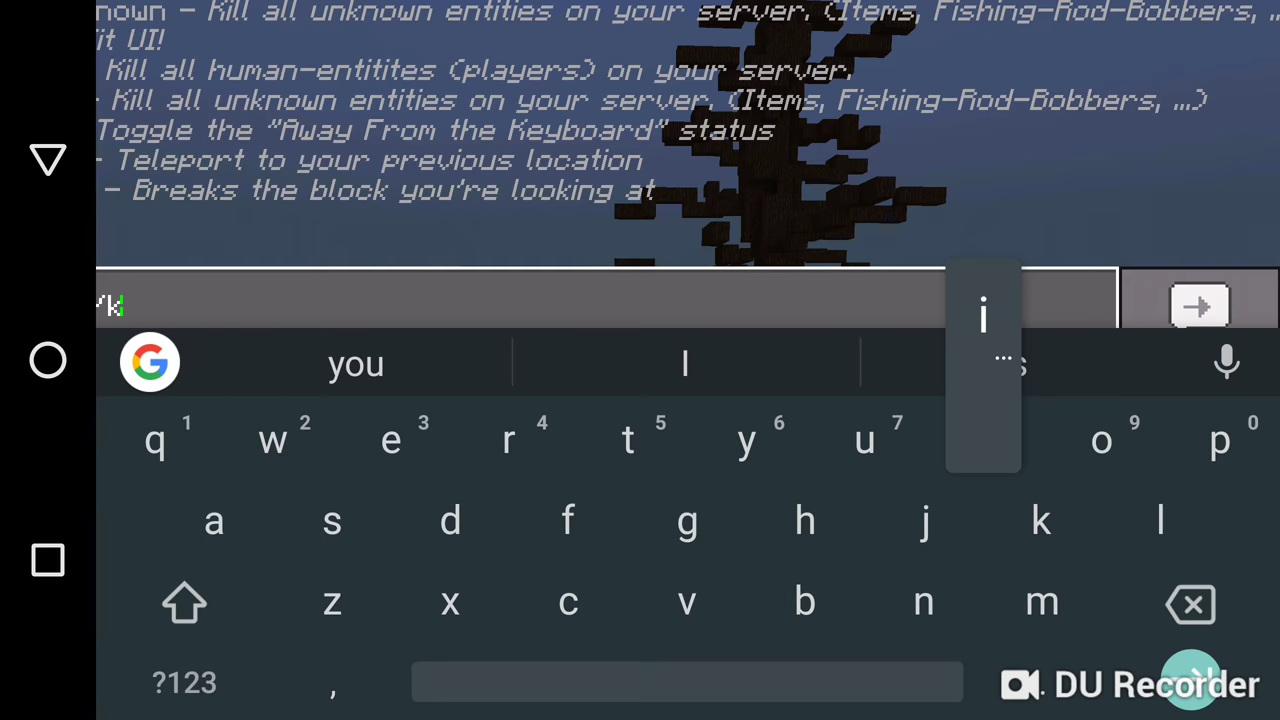 nown - Kill all unknown entities on your server. (Items, Fishing-Rod-Bobbers, ..
it UI!
Kill all human-entitites (players) on your server.
- Kill all unknown entities on your server. (Items, Fishing-Rod-Bobbers, ...)
Toggle the "Away From the Keyboard" status
- Teleport to your previous location
- Breaks the block you're looking at
/k
i
...
you I s
q 1 w 2 e 3 r 4 t 5 y 6 u 7 o 9 p 0
a s d f g h j k l
z x c v b n m
?123 , .
DU Recorder